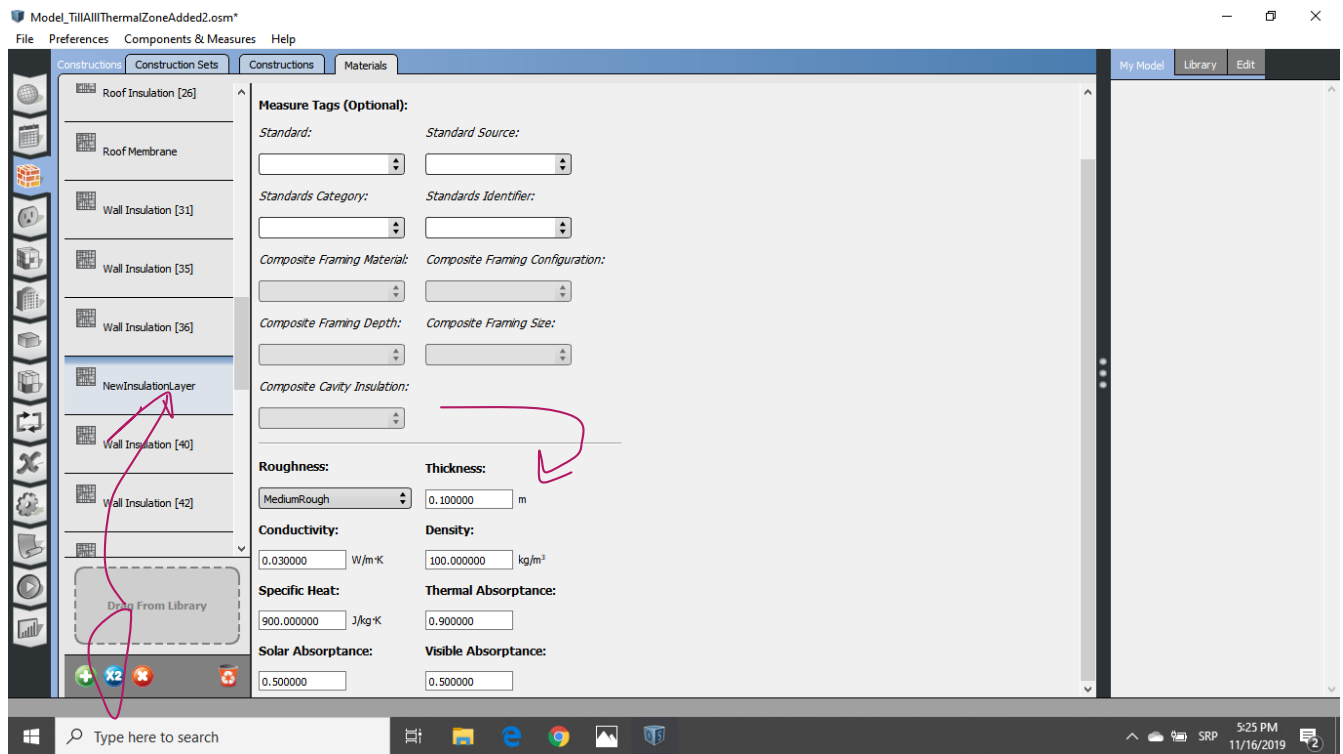 Model_TillAllIThermalZoneAdded2.osm*
File Preferences Components & Measures Help
Constructions Construction Sets Constructions Materials My Model Library Edit
Roof Insulation [26]
Roof Membrane
Wall Insulation [31]
Wall Insulation [35]
Wall Insulation [36]
NewInsulationLayer
Wall Insulation [40]
Wall Insulation [42]
Drag From Library
X2
Measure Tags (Optional):
Standard: Standard Source:
Standards Category: Standards Identifier:
Composite Framing Material: Composite Framing Configuration:
Composite Framing Depth: Composite Framing Size:
Composite Cavity Insulation:
Roughness: Thickness:
MediumRough 0.100000 m
Conductivity: Density:
0.030000 W/m·K 100.000000 kg/m³
Specific Heat: Thermal Absorptance:
900.000000 J/kg·K 0.900000
Solar Absorptance: Visible Absorptance:
0.500000 0.500000
Type here to search
SRP
5:25 PM
11/16/2019
2